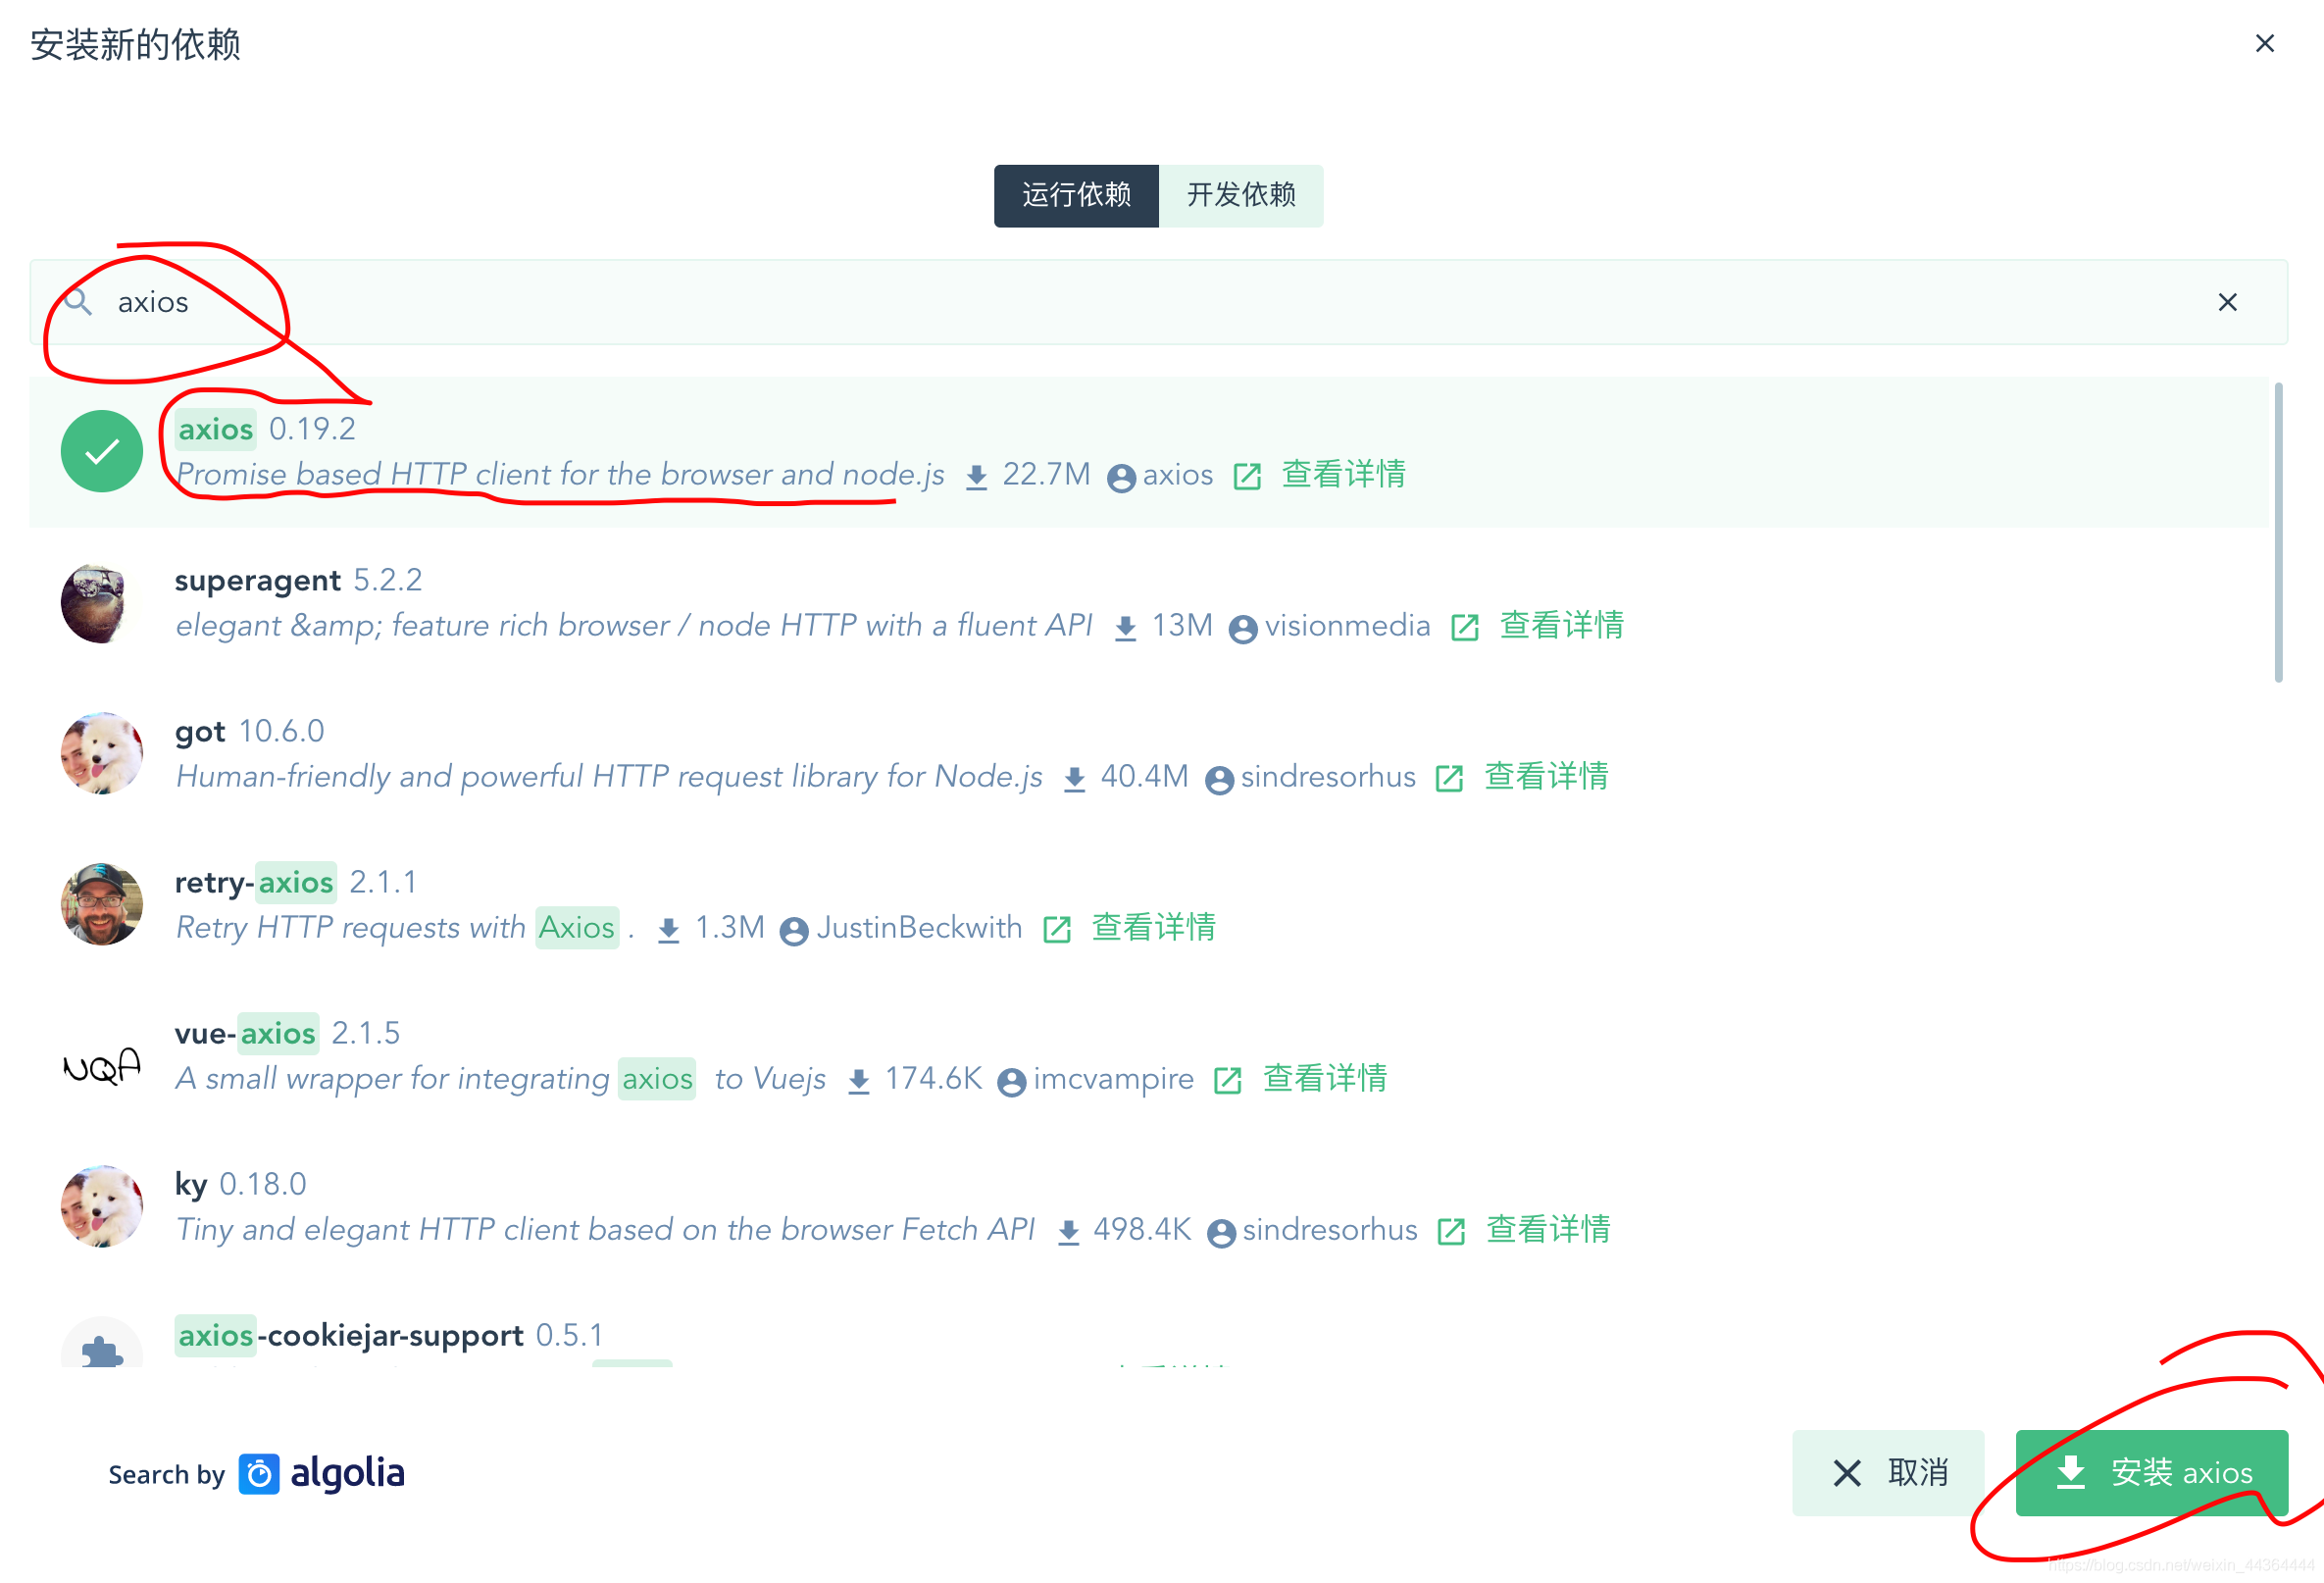 安装新的依赖
运行依赖 开发依赖
axios
axios 0.19.2
Promise based HTTP client for the browser and node.js 22.7M axios 查看详情
superagent 5.2.2
elegant &amp; feature rich browser / node HTTP with a fluent API 13M visionmedia 查看详情
got 10.6.0
Human-friendly and powerful HTTP request library for Node.js 40.4M sindresorhus 查看详情
retry-axios 2.1.1
Retry HTTP requests with Axios . 1.3M JustinBeckwith 查看详情
vue-axios 2.1.5
NQA
A small wrapper for integrating axios to Vuejs 174.6K imcvampire 查看详情
ky 0.18.0
Tiny and elegant HTTP client based on the browser Fetch API 498.4K sindresorhus 查看详情
axios-cookiejar-support 0.5.1
Search by algolia
取消
安装 axios
https://blog.csdn.net/weixin_44364444